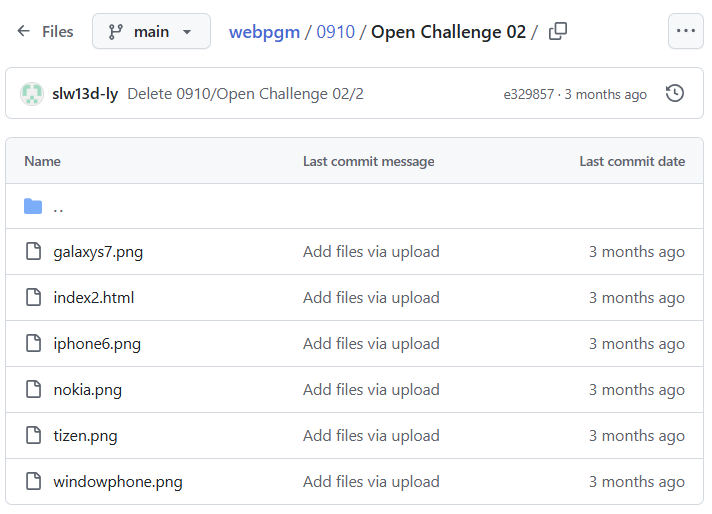 Files main webpgm / 0910 / Open Challenge 02 /
slw13d-ly Delete 0910/Open Challenge 02/2 e329857 · 3 months ago
Name Last commit message Last commit date
..
galaxys7.png Add files via upload 3 months ago
index2.html Add files via upload 3 months ago
iphone6.png Add files via upload 3 months ago
nokia.png Add files via upload 3 months ago
tizen.png Add files via upload 3 months ago
windowphone.png Add files via upload 3 months ago